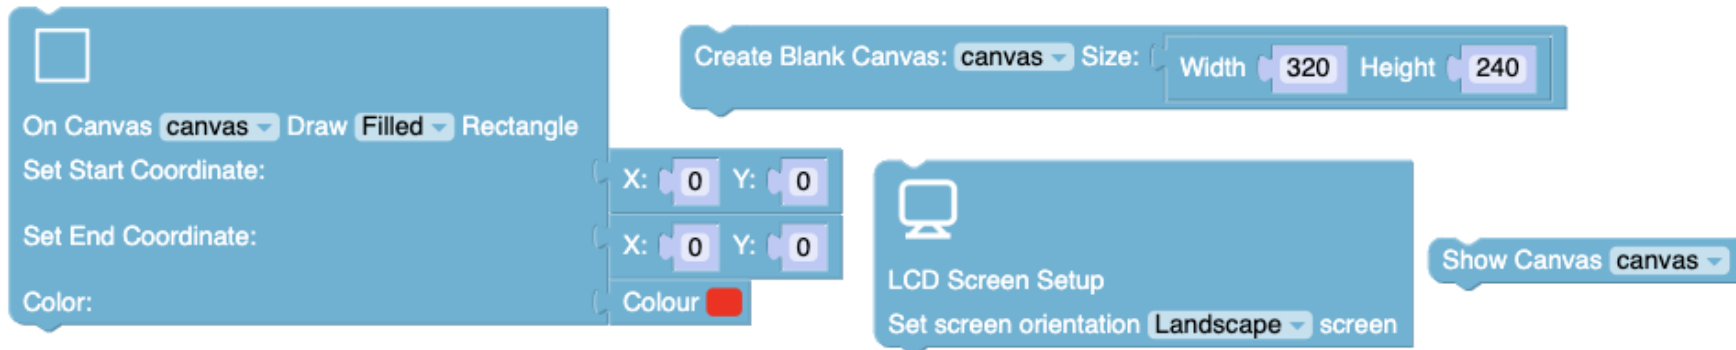 On Canvas canvas Draw Filled Rectangle
Set Start Coordinate: X: 0 Y: 0
Set End Coordinate: X: 0 Y: 0
Color: Colour
Create Blank Canvas: canvas Size: Width 320 Height 240
LCD Screen Setup
Set screen orientation Landscape screen
Show Canvas canvas